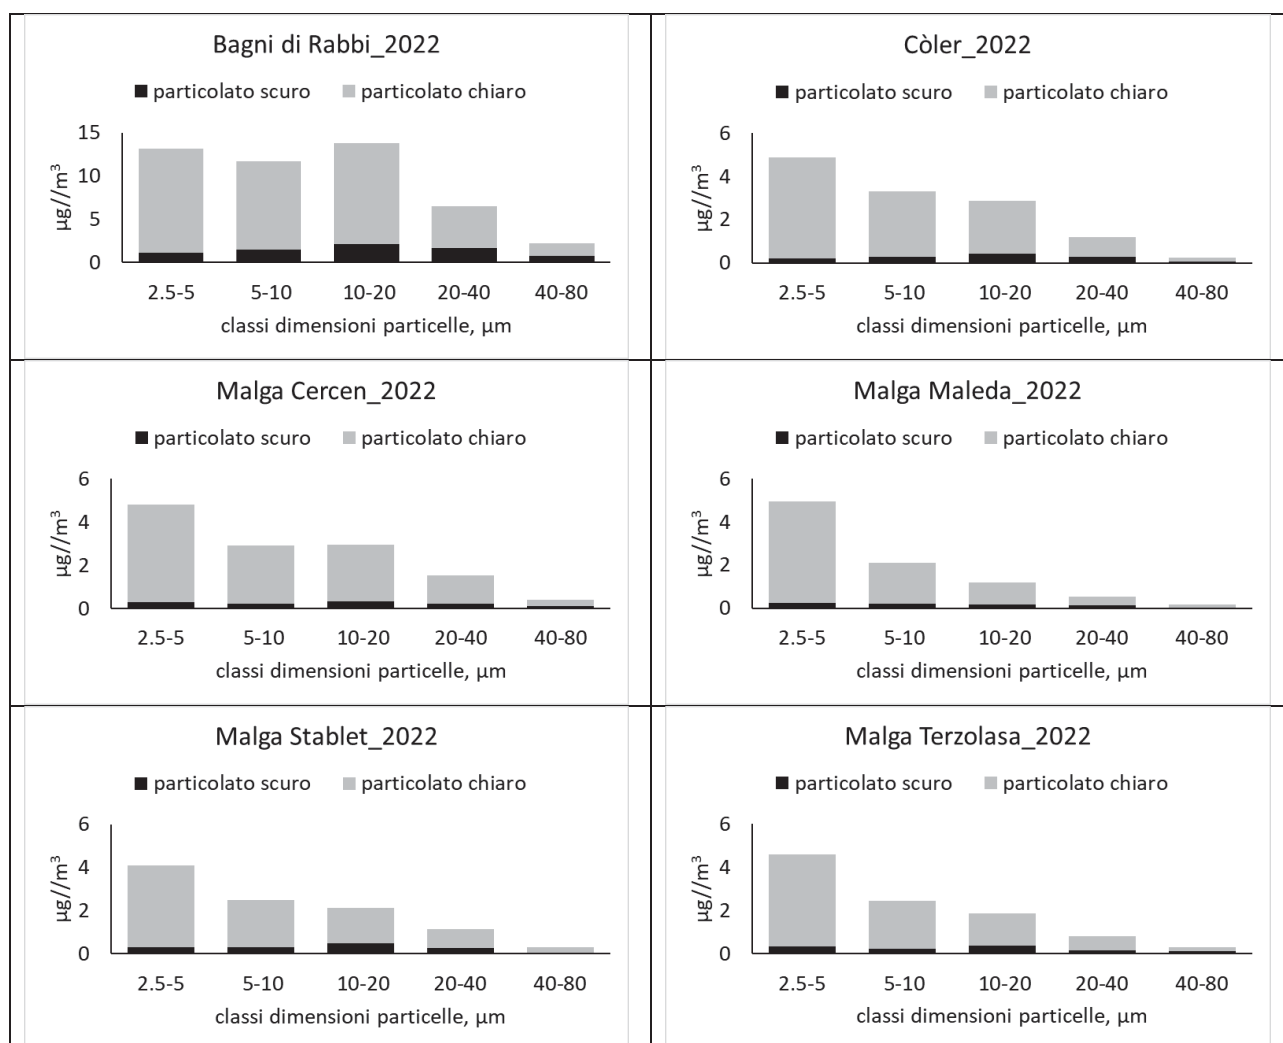 Bagni di Rabbi_2022
particolato scuro particolato chiaro
15
10
5
0
µg//m³
2.5-5 5-10 10-20 20-40 40-80
classi dimensioni particelle, µm
Còler_2022
particolato scuro particolato chiaro
6
4
2
0
µg//m³
2.5-5 5-10 10-20 20-40 40-80
classi dimensioni particelle, µm
Malga Cercen_2022
particolato scuro particolato chiaro
6
4
2
0
µg//m³
2.5-5 5-10 10-20 20-40 40-80
classi dimensioni particelle, µm
Malga Maleda_2022
particolato scuro particolato chiaro
6
4
2
0
µg//m³
2.5-5 5-10 10-20 20-40 40-80
classi dimensioni particelle, µm
Malga Stablet_2022
particolato scuro particolato chiaro
6
4
2
0
µg//m³
2.5-5 5-10 10-20 20-40 40-80
classi dimensioni particelle, µm
Malga Terzolasa_2022
particolato scuro particolato chiaro
6
4
2
0
µg//m³
2.5-5 5-10 10-20 20-40 40-80
classi dimensioni particelle, µm